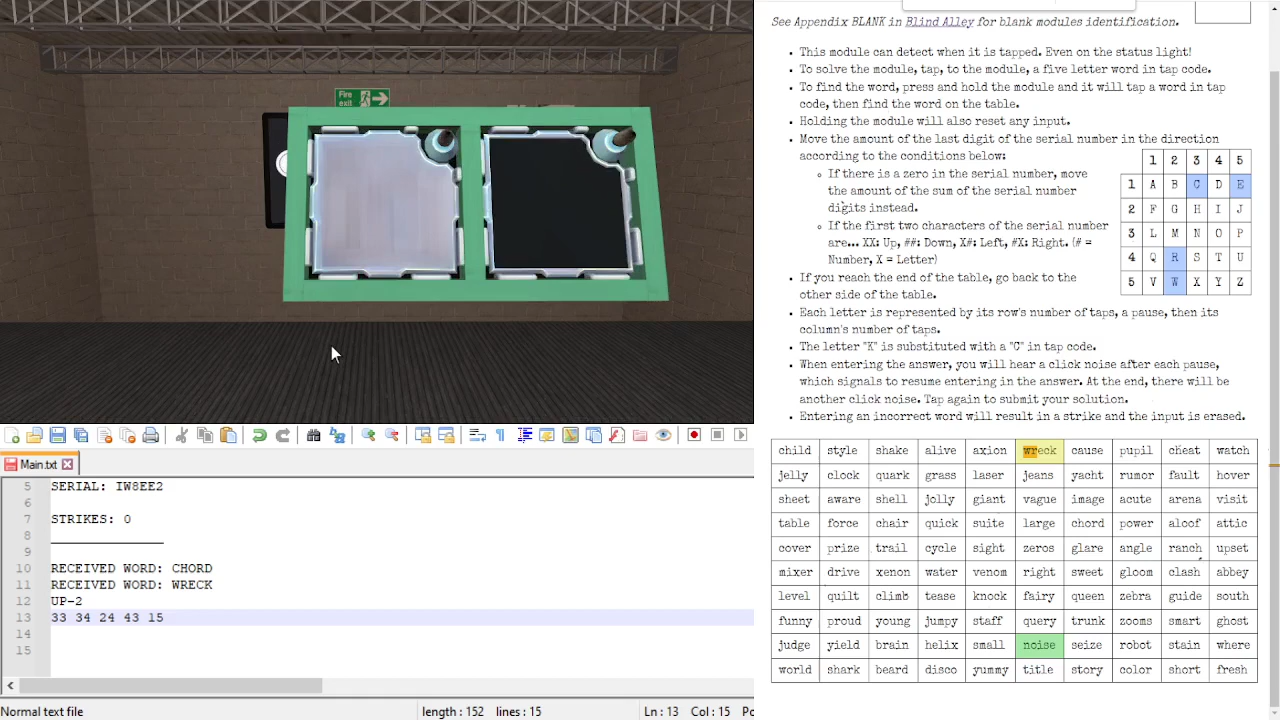 Fire
exit
Main.txt
5 SERIAL: IW8EE2
6
7 STRIKES: 0
8
9
10 RECEIVED WORD: CHORD
11 RECEIVED WORD: WRECK
12 UP-2
13 33 34 24 43 15
14
15
Normal text file length : 152 lines : 15 Ln : 13 Col : 15 Po
See Appendix BLANK in Blind Alley for blank modules identification.
• This module can detect when it is tapped. Even on the status light!
• To solve the module, tap, to the module, a five letter word in tap code.
• To find the word, press and hold the module and it will tap a word in tap
code, then find the word on the table.
• Holding the module will also reset any input.
• Move the amount of the last digit of the serial number in the direction
according to the conditions below:
◦ If there is a zero in the serial number, move
the amount of the sum of the serial number
digits instead.
◦ If the first two characters of the serial number
are... XX: Up, ##: Down, X#: Left, #X: Right. (# =
Number, X = Letter)
• If you reach the end of the table, go back to the
other side of the table.
1 2 3 4 5
1 A B C D E
2 F G H I J
3 L M N O P
4 Q R S T U
5 V W X Y Z
• Each letter is represented by its row's number of taps, a pause, then its
column's number of taps.
• The letter "K" is substituted with a "C" in tap code.
• When entering the answer, you will hear a click noise after each pause,
which signals to resume entering in the answer. At the end, there will be
another click noise. Tap again to submit your solution.
• Entering an incorrect word will result in a strike and the input is erased.
child style shake alive axion wreck cause pupil cheat watch
jelly clock quark grass laser jeans yacht rumor fault hover
sheet aware shell jolly giant vague image acute arena visit
table force chair quick suite large chord power aloof attic
cover prize trail cycle sight zeros glare angle ranch upset
mixer drive xenon water venom right sweet gloom clash abbey
level quilt climb tease knock fairy queen zebra guide south
funny proud young jumpy staff query trunk zooms smart ghost
judge yield brain helix small noise seize robot stain where
world shark beard disco yummy title story color short fresh